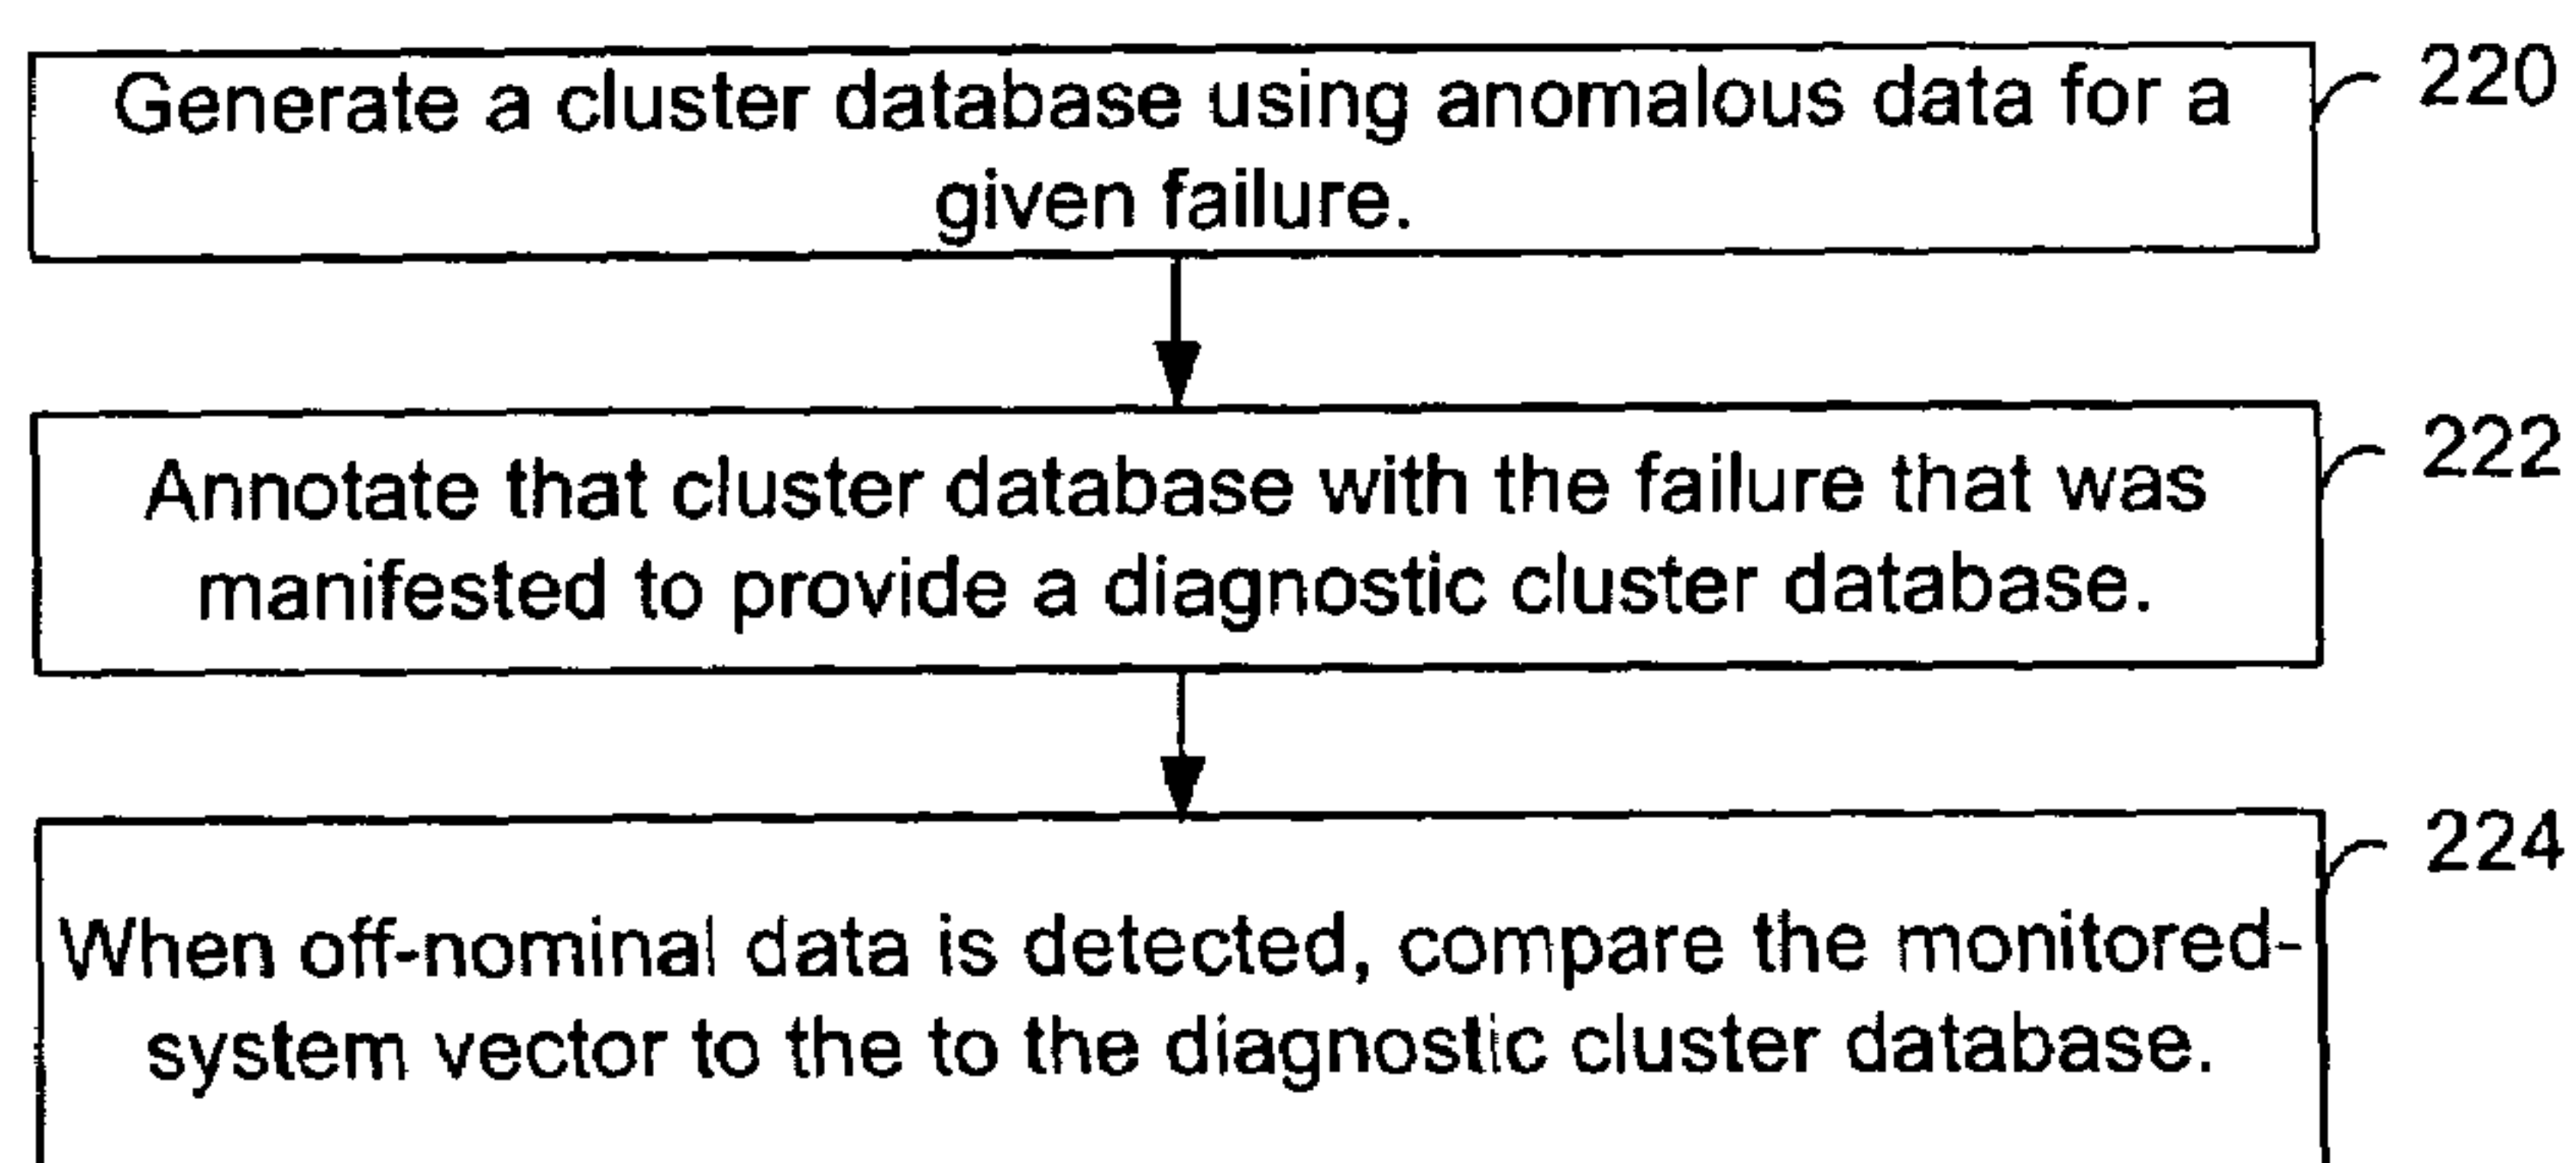 Generate a cluster database using anomalous data for a
given failure.
220
Annotate that cluster database with the failure that was
manifested to provide a diagnostic cluster database.
222
When off-nominal data is detected, compare the monitored-
system vector to the to the diagnostic cluster database.
224